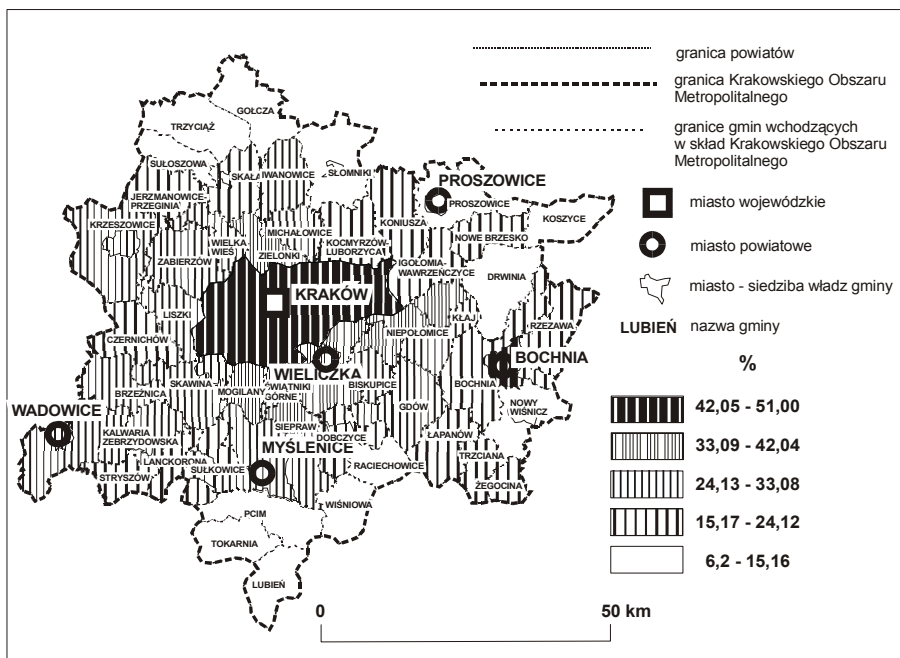 granica powiatów
granica Krakowskiego Obszaru
Metropolitalnego
granice gmin wchodzących
w skład Krakowskiego Obszaru
Metropolitalnego
miasto wojewódzkie
miasto powiatowe
miasto - siedziba władz gminy
LUBIEŃ nazwa gminy
%
42,05 - 51,00
33,09 - 42,04
24,13 - 33,08
15,17 - 24,12
6,2 - 15,16
GOŁCZA
TRZYCIĄŻ
SUŁOSZOWA
SKAŁA
IWANOWICE
SŁOMNIKI
PROSZOWICE
PROSZOWICE
KOSZYCE
JERZMANOWICE-
PRZEGINIA
KRZESZOWICE
WIELKA
WIEŚ
ZABIERZÓW
MICHAŁOWICE
ZIELONKI
KOCMYRZÓW-
LUBORZYCA
KONIUSZA
NOWE BRZESKO
IGOŁOMIA-
WAWRZEŃCZYCE
DRWINIA
KRAKÓW
LISZKI
CZERNICHÓW
NIEPOŁOMICE
KŁAJ
RZEZAWA
BOCHNIA
BOCHNIA
WIELICZKA
SKAWINA
BRZEŹNICA
MOGILANY
ŚWIĄTNIKI
GÓRNE
BISKUPICE
NOWY
WIŚNICZ
GDÓW
WADOWICE
KALWARIA
ZEBRZYDOWSKA
SIEPRAW
DOBCZYCE
ŁAPANÓW
TRZCIANA
LANCKORONA
STRYSZÓW
SUŁKOWICE
MYŚLENICE
RACIECHOWICE
ŻEGOCINA
WIŚNIOWA
PCIM
TOKARNIA
LUBIEŃ
0 50 km